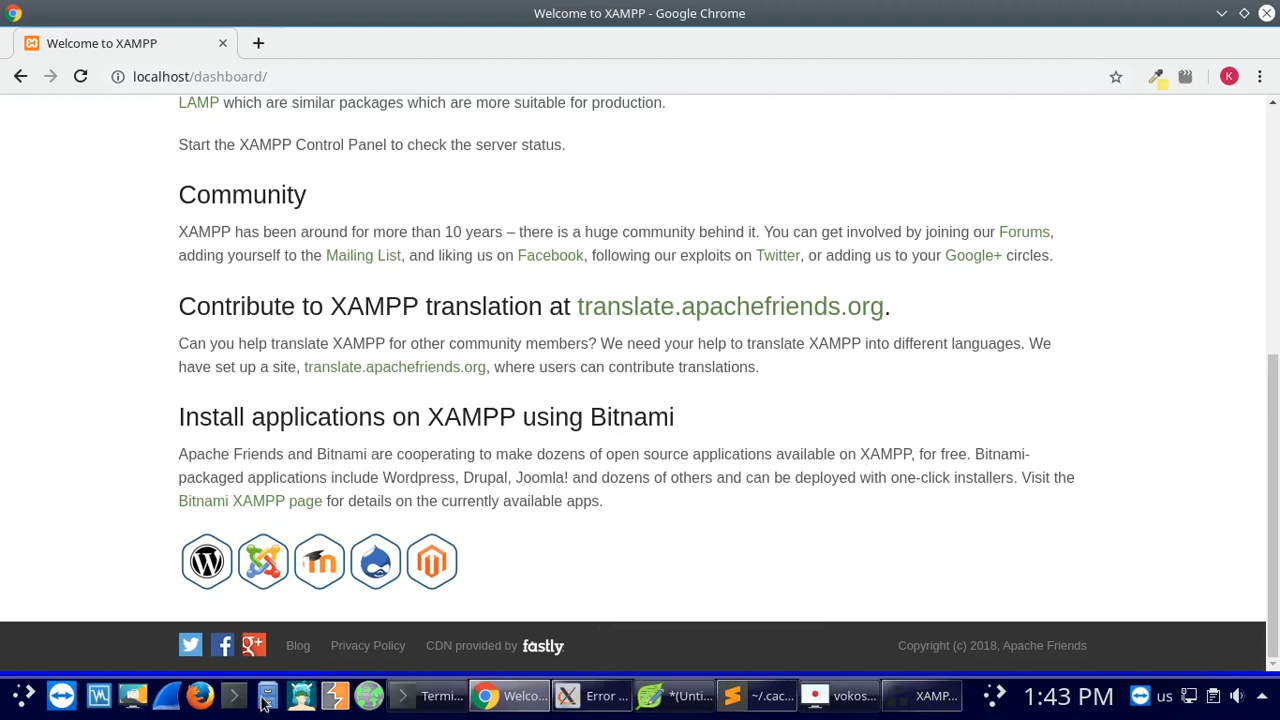 Welcome to XAMPP - Google Chrome
Welcome to XAMPP
localhost/dashboard/
K
LAMP which are similar packages which are more suitable for production.
Start the XAMPP Control Panel to check the server status.
Community
XAMPP has been around for more than 10 years – there is a huge community behind it. You can get involved by joining our Forums,
adding yourself to the Mailing List, and liking us on Facebook, following our exploits on Twitter, or adding us to your Google+ circles.
Contribute to XAMPP translation at translate.apachefriends.org.
Can you help translate XAMPP for other community members? We need your help to translate XAMPP into different languages. We
have set up a site, translate.apachefriends.org, where users can contribute translations.
Install applications on XAMPP using Bitnami
Apache Friends and Bitnami are cooperating to make dozens of open source applications available on XAMPP, for free. Bitnami-
packaged applications include Wordpress, Drupal, Joomla! and dozens of others and can be deployed with one-click installers. Visit the
Bitnami XAMPP page for details on the currently available apps.
Blog Privacy Policy CDN provided by fastly Copyright (c) 2018, Apache Friends
Termi... Welco... Error ... *(Unti... ~/.cac... vokos... XAMP... us 1:43 PM